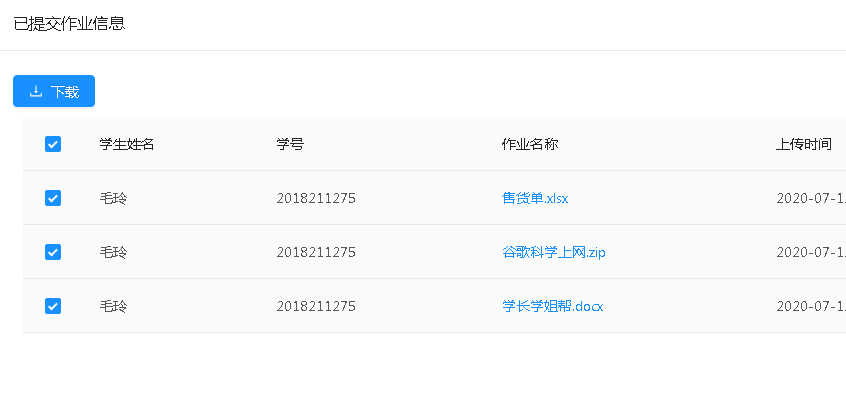 已提交作业信息
下载
学生姓名 学号 作业名称 上传时间
毛玲 2018211275 售货单.xlsx 2020-07-1
毛玲 2018211275 谷歌科学上网.zip 2020-07-1
毛玲 2018211275 学长学姐帮.docx 2020-07-1